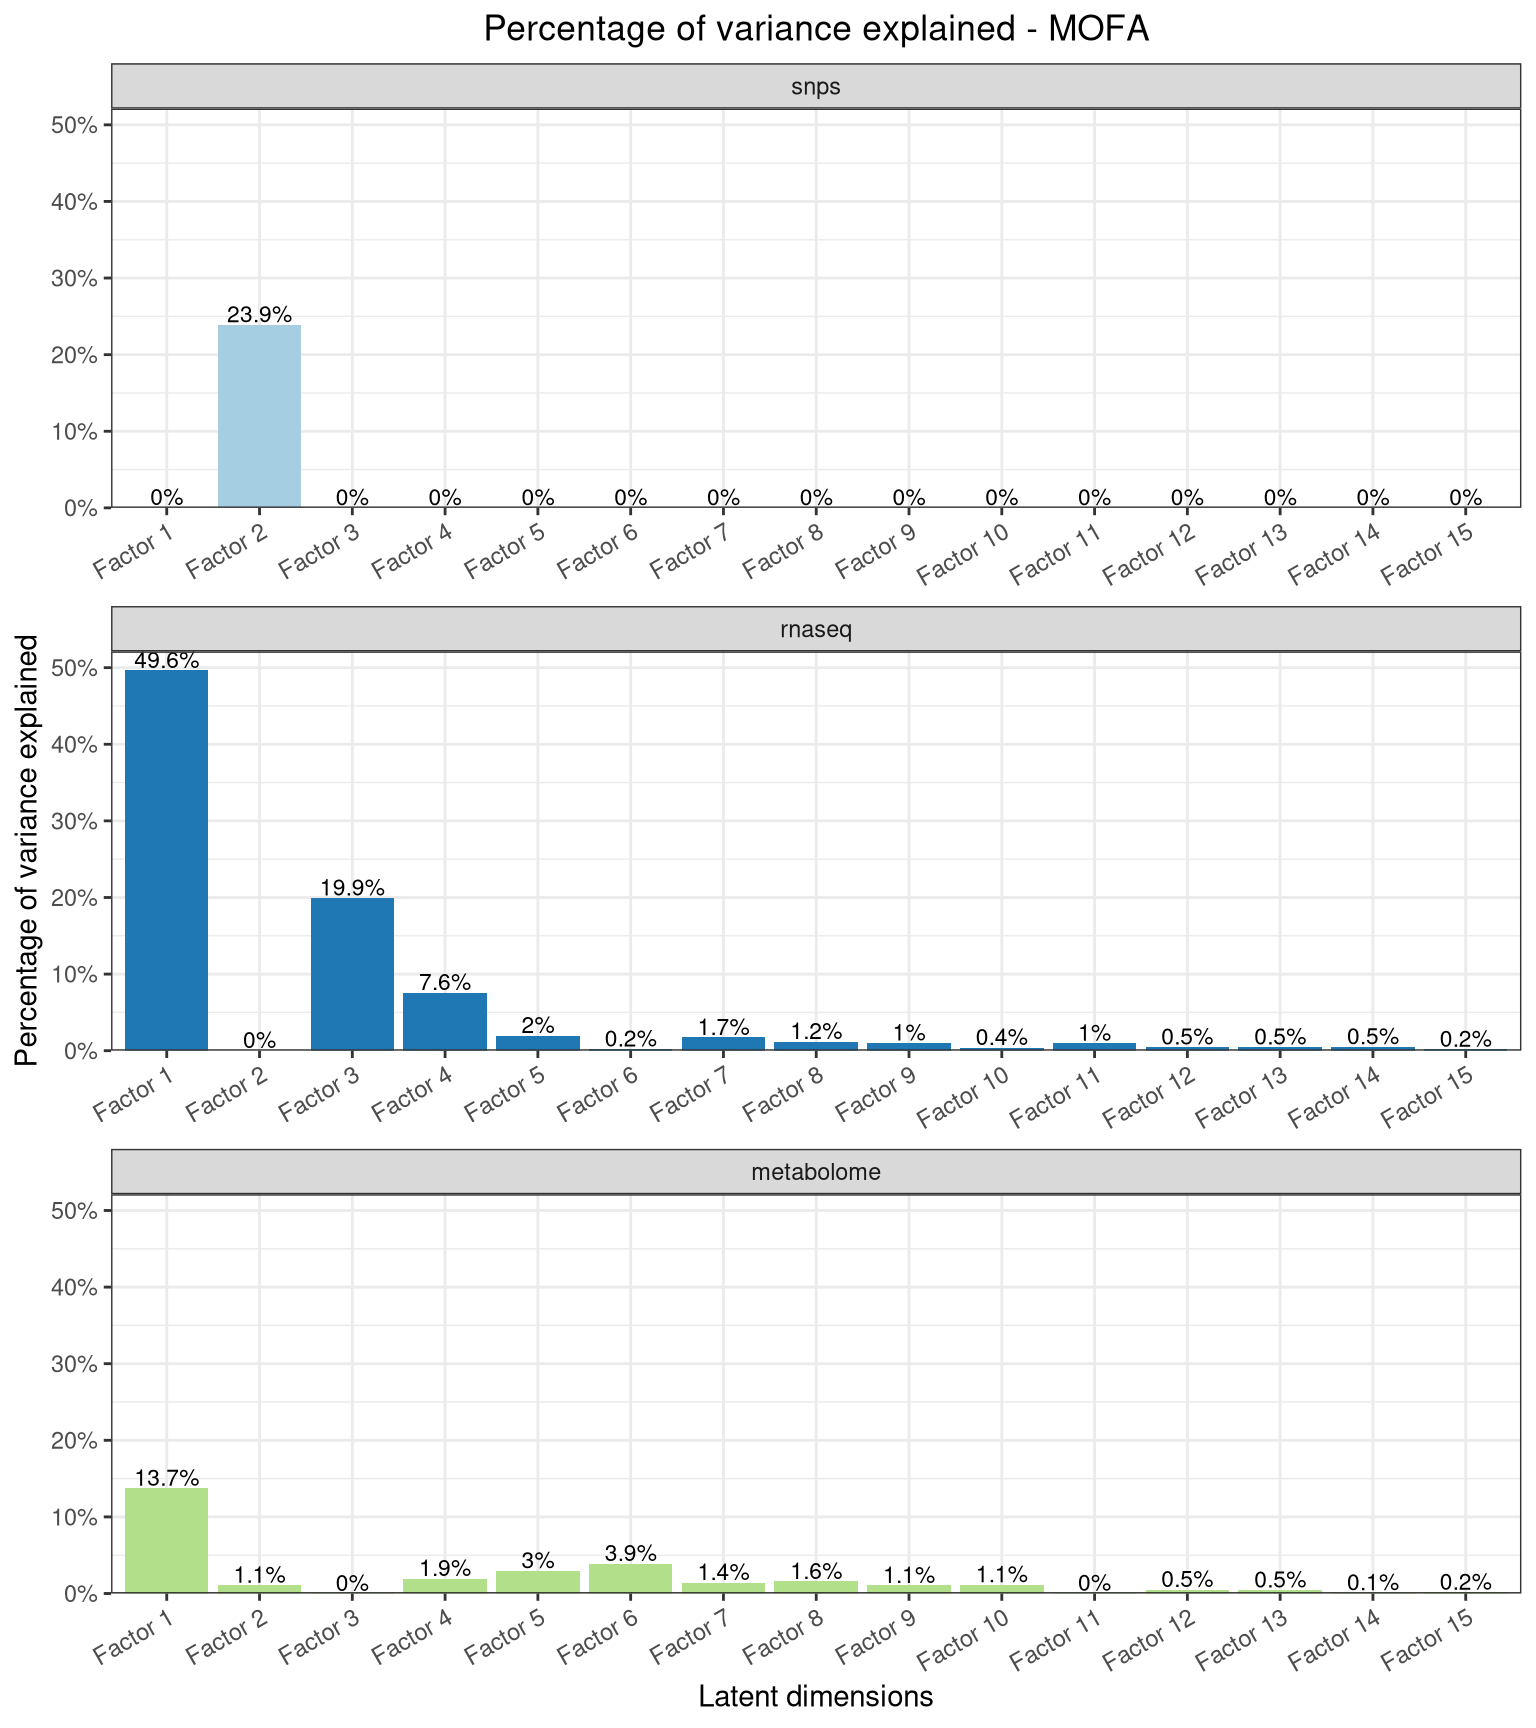 Percentage of variance explained - MOFA
snps
50%
40%
30%
20%
10%
0%
0% 23.9% 0% 0% 0% 0% 0% 0% 0% 0% 0% 0% 0% 0% 0%
Factor 1 Factor 2 Factor 3 Factor 4 Factor 5 Factor 6 Factor 7 Factor 8 Factor 9 Factor 10 Factor 11 Factor 12 Factor 13 Factor 14 Factor 15
Percentage of variance explained
rnaseq
50%
40%
30%
20%
10%
0%
49.6% 0% 19.9% 7.6% 2% 0.2% 1.7% 1.2% 1% 0.4% 1% 0.5% 0.5% 0.5% 0.2%
Factor 1 Factor 2 Factor 3 Factor 4 Factor 5 Factor 6 Factor 7 Factor 8 Factor 9 Factor 10 Factor 11 Factor 12 Factor 13 Factor 14 Factor 15
metabolome
50%
40%
30%
20%
10%
0%
13.7% 1.1% 0% 1.9% 3% 3.9% 1.4% 1.6% 1.1% 1.1% 0% 0.5% 0.5% 0.1% 0.2%
Factor 1 Factor 2 Factor 3 Factor 4 Factor 5 Factor 6 Factor 7 Factor 8 Factor 9 Factor 10 Factor 11 Factor 12 Factor 13 Factor 14 Factor 15
Latent dimensions